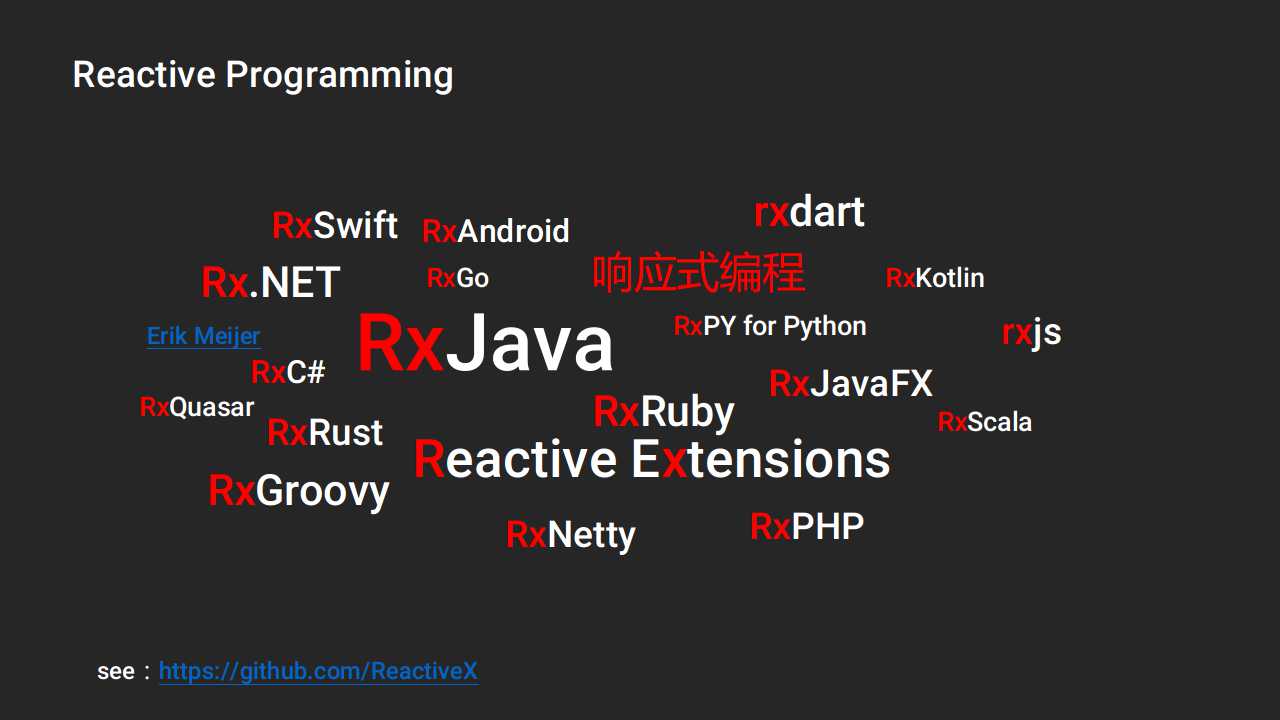 Reactive Programming
rxdart
RxSwift
RxAndroid
响应式编程
Rx.NET
RxGo
RxKotlin
RxPY for Python
rxjs
Erik Meijer
RxJava
RxC#
RxJavaFX
RxQuasar
RxRuby
RxScala
RxRust
Reactive Extensions
RxGroovy
RxPHP
RxNetty
see : https://github.com/ReactiveX